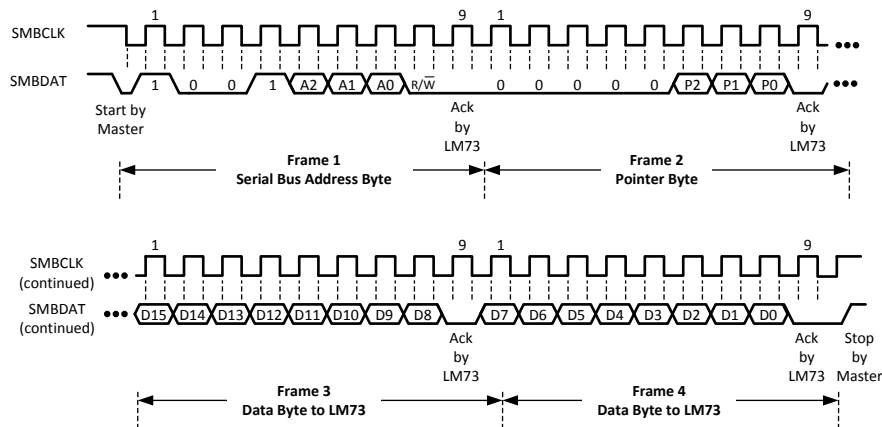 1 9 1 9
SMBCLK
SMBDAT
1 0 0 1 A2 A1 A0 R/W̅ 0 0 0 0 0 P2 P1 P0
Start by
Master
Ack
by
LM73
Ack
by
LM73
Frame 1
Serial Bus Address Byte
Frame 2
Pointer Byte
1 9 1 9
SMBCLK
(continued)
SMBDAT
(continued)
D15 D14 D13 D12 D11 D10 D9 D8 D7 D6 D5 D4 D3 D2 D1 D0
Ack
by
LM73
Ack
by
LM73
Stop
by
Master
Frame 3
Data Byte to LM73
Frame 4
Data Byte to LM73